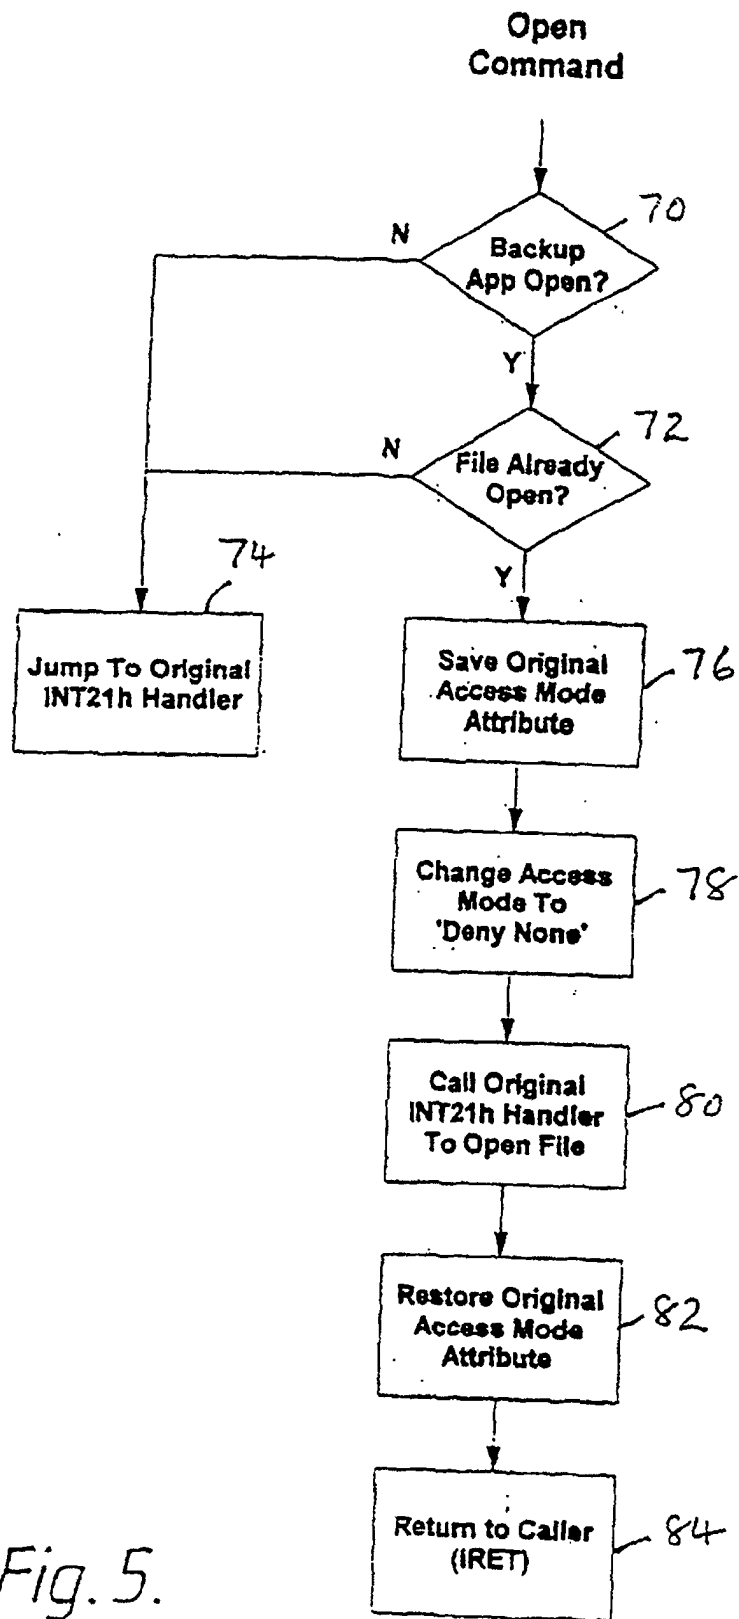 Open
Command
70
N
Backup
App Open?
Y
72
N
File Already
Open?
74
Y
Jump To Original
INT21h Handler
Save Original
Access Mode
Attribute
76
Change Access
Mode To
'Deny None'
78
Call Original
INT21h Handler
To Open File
80
Restore Original
Access Mode
Attribute
82
Return to Caller
(IRET)
84
Fig. 5.